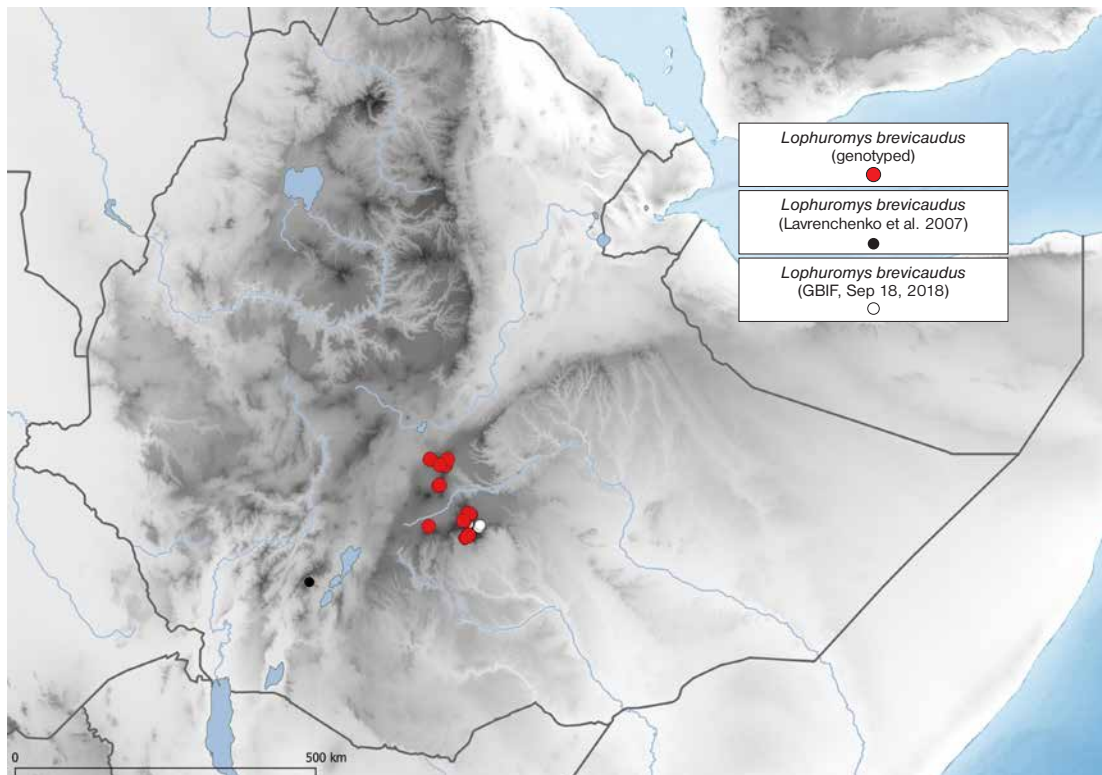 Lophuromys brevicaudus
(genotyped)
Lophuromys brevicaudus
(Lavrenchenko et al. 2007)
Lophuromys brevicaudus
(GBIF, Sep 18, 2018)
0 500 km